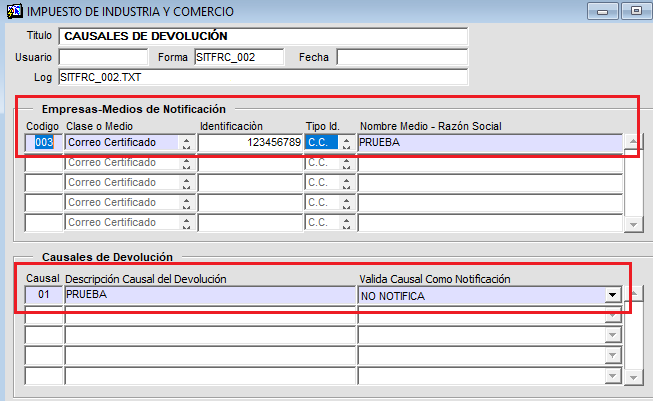 IMPUESTO DE INDUSTRIA Y COMERCIO
Titulo CAUSALES DE DEVOLUCIÓN
Usuario Forma SITFRC_002 Fecha
Log SITFRC_002.TXT
Empresas-Medios de Notificación
Codigo Clase o Medio Identificaciòn Tipo Id. Nombre Medio - Razón Social
003 Correo Certificado 123456789 C.C. PRUEBA
Correo Certificado C.C.
Correo Certificado C.C.
Correo Certificado C.C.
Correo Certificado C.C.
Causales de Devolución
Causal Descripción Causal del Devolución Valida Causal Como Notificación
01 PRUEBA NO NOTIFICA